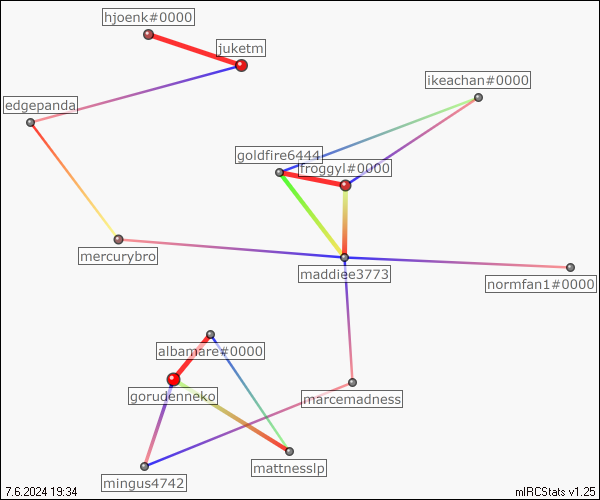 hjoenk#0000
juketm
ikeachan#0000
edgepanda
goldfire6444
froggyl#0000
mercurybro
maddiee3773
normfan1#0000
albamare#0000
gorudenneko
marcemadness
mattnesslp
mingus4742
7.6.2024 19:34
mIRCStats v1.25